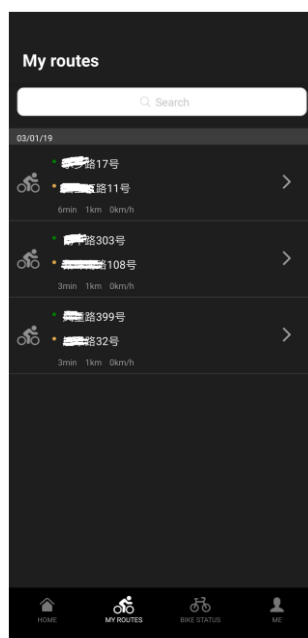 My routes
Search
03/01/19
路17号
路11号
6min 1km 0km/h
路303号
路108号
3min 1km 0km/h
路399号
路32号
3min 1km 0km/h
HOME MY ROUTES BIKE STATUS ME